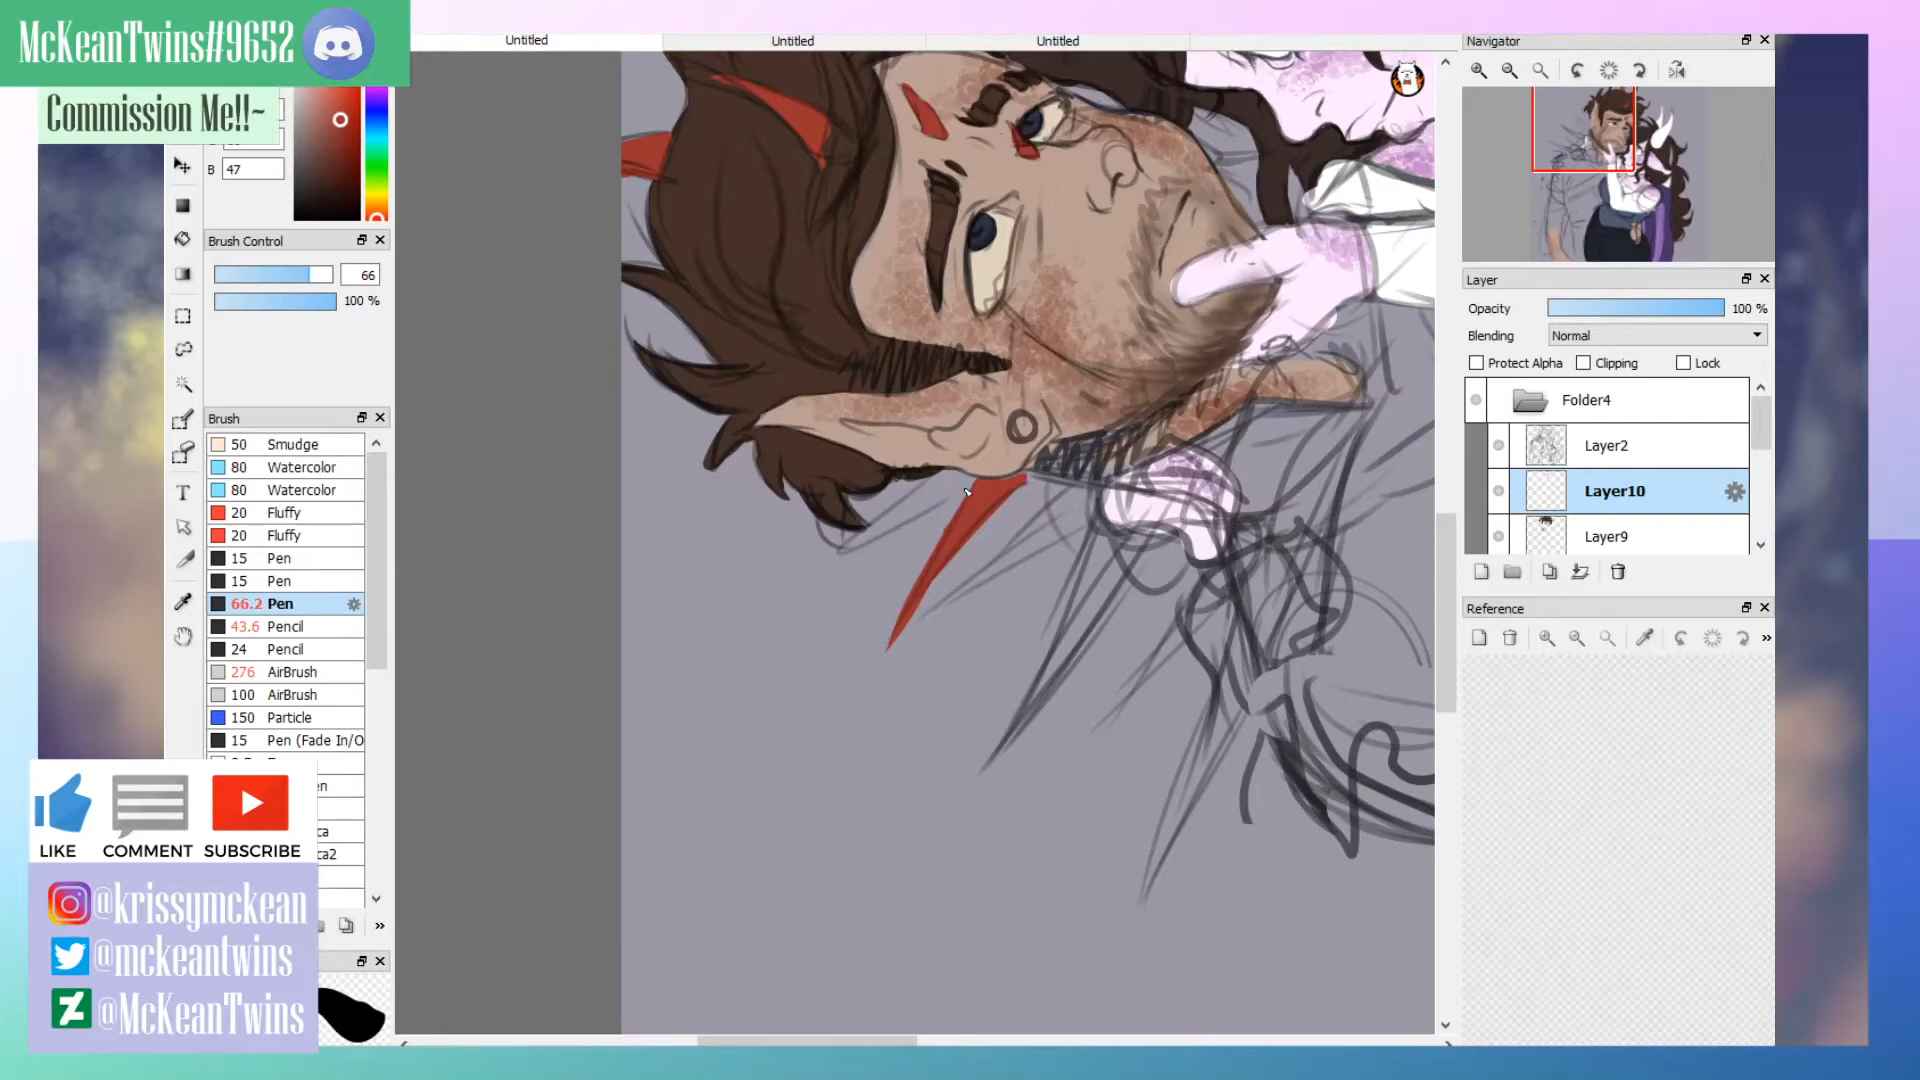 McKeanTwins#9652
Commission Me!!~
Untitled
Untitled
Untitled
B 47
Brush Control
66
100 %
Brush
50 Smudge
80 Watercolor
80 Watercolor
20 Fluffy
20 Fluffy
15 Pen
15 Pen
66.2 Pen
43.6 Pencil
24 Pencil
276 AirBrush
100 AirBrush
150 Particle
15 Pen (Fade In/O
en
ca
ca2
LIKE COMMENT SUBSCRIBE
@krissymckean
@mckeantwins
@McKeanTwins
Navigator
Layer
Opacity 100 %
Blending Normal
Protect Alpha Clipping Lock
Folder4
Layer2
Layer10
Layer9
Reference